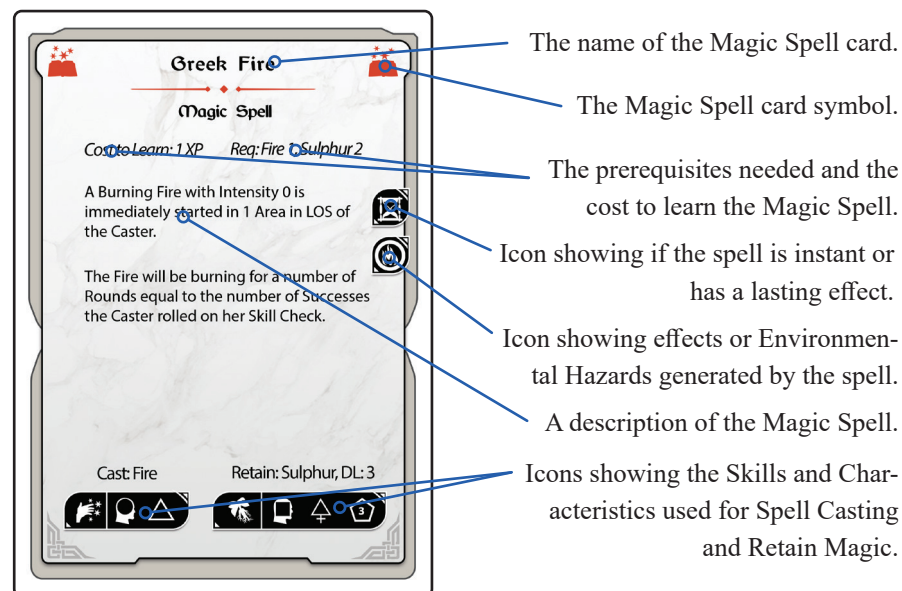 Greek Fire
Magic Spell
Cost to Learn: 1 XP Req: Fire 1, Sulphur 2
A Burning Fire with Intensity 0 is
immediately started in 1 Area in LOS of
the Caster.
The Fire will be burning for a number of
Rounds equal to the number of Successes
the Caster rolled on her Skill Check.
Cast: Fire
Retain: Sulphur, DL: 3
3
The name of the Magic Spell card.
The Magic Spell card symbol.
The prerequisites needed and the
cost to learn the Magic Spell.
Icon showing if the spell is instant or
has a lasting effect.
Icon showing effects or Environmen-
tal Hazards generated by the spell.
A description of the Magic Spell.
Icons showing the Skills and Char-
acteristics used for Spell Casting
and Retain Magic.